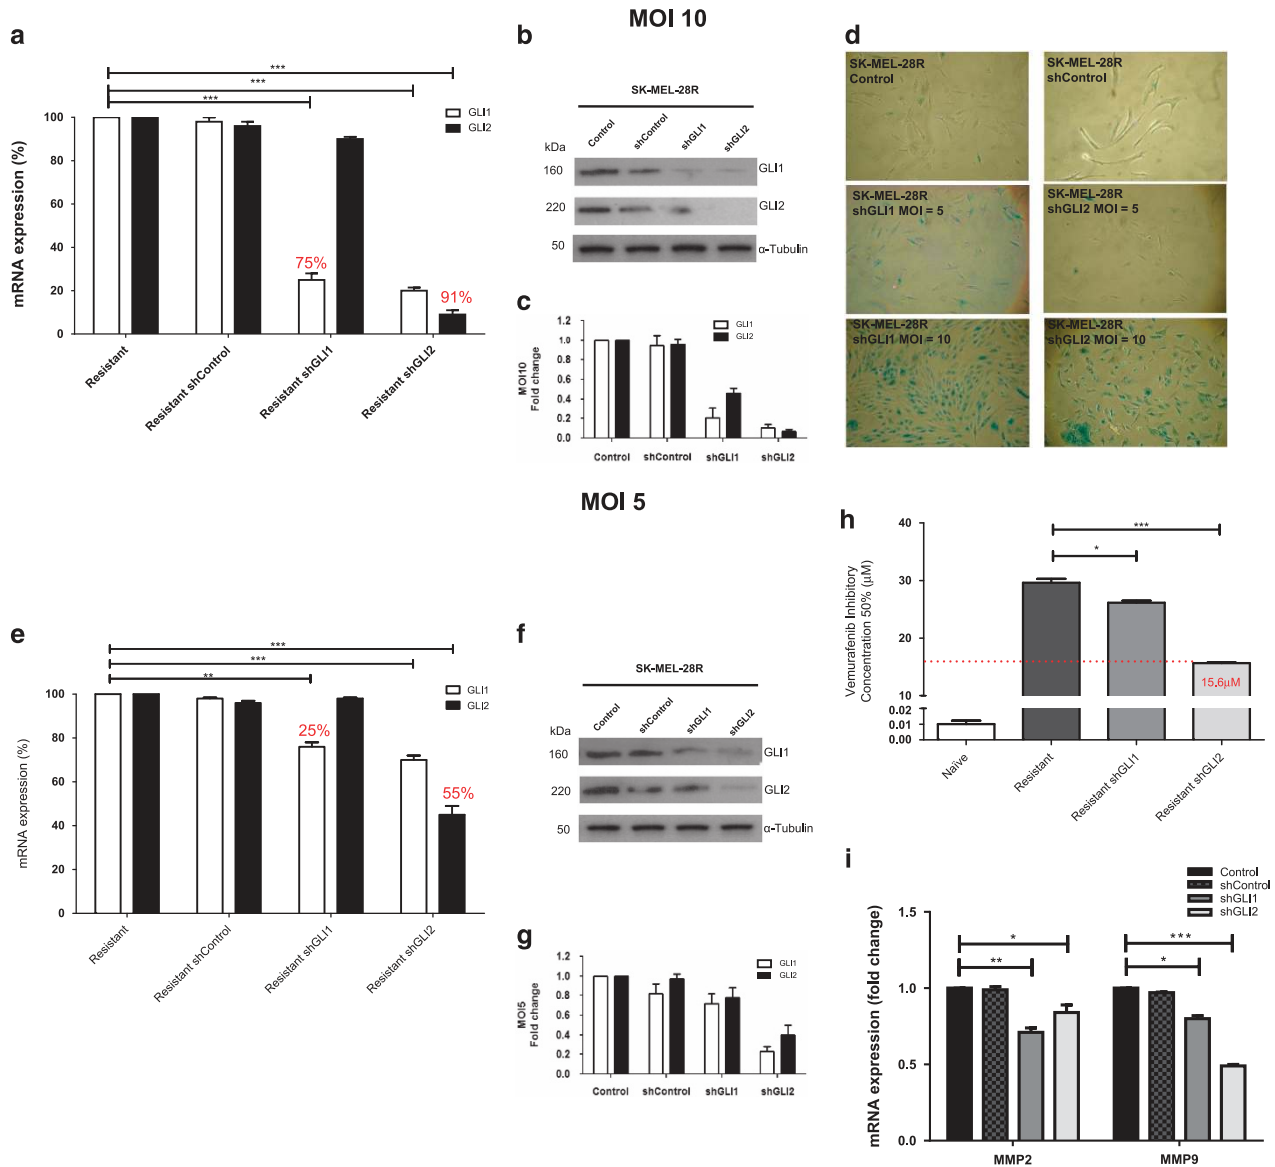 MOI 10
a
***
***
***
GLI1
GLI2
mRNA expression (%)
100
80
60
40
20
0
75%
91%
Resistant
Resistant shControl
Resistant shGLI1
Resistant shGLI2
b
SK-MEL-28R
kDa
Control
shControl
shGLI1
shGLI2
160
GLI1
220
GLI2
50
α-Tubulin
c
GLI1
GLI2
MOI10
Fold change
1.2
1.0
0.8
0.6
0.4
0.2
0.0
Control
shControl
shGLI1
shGLI2
d
SK-MEL-28R
Control
SK-MEL-28R
shControl
SK-MEL-28R
shGLI1 MOI = 5
SK-MEL-28R
shGLI2 MOI = 5
SK-MEL-28R
shGLI1 MOI = 10
SK-MEL-28R
shGLI2 MOI = 10
MOI 5
e
***
***
**
GLI1
GLI2
mRNA expression (%)
100
80
60
40
20
0
25%
55%
Resistant
Resistant shControl
Resistant shGLI1
Resistant shGLI2
f
SK-MEL-28R
kDa
Control
shControl
shGLI1
shGLI2
160
GLI1
220
GLI2
50
α-Tubulin
g
GLI1
GLI2
MOI5
Fold change
1.2
1.0
0.8
0.6
0.4
0.2
0.0
Control
shControl
shGLI1
shGLI2
h
Vemurafenib Inhibitory
Concentration 50% (μM)
40
30
20
10
0.02
0.01
0.00
***
*
15.6μM
Naïve
Resistant
Resistant shGLI1
Resistant shGLI2
i
Control
shControl
shGLI1
shGLI2
mRNA expression (fold change)
1.5
1.0
0.5
0.0
*
**
***
*
MMP2
MMP9